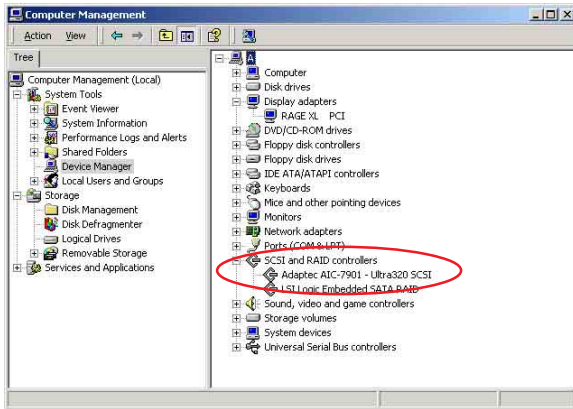 Computer Management
Action View
Tree
Computer Management (Local)
System Tools
Event Viewer
System Information
Performance Logs and Alerts
Shared Folders
Device Manager
Local Users and Groups
Storage
Disk Management
Disk Defragmenter
Logical Drives
Removable Storage
Services and Applications
A
Computer
Disk drives
Display adapters
RAGE XL PCI
DVD/CD-ROM drives
Floppy disk controllers
Floppy disk drives
IDE ATA/ATAPI controllers
Keyboards
Mice and other pointing devices
Monitors
Network adapters
Ports (COM & LPT)
SCSI and RAID controllers
Adaptec AIC-7901 - Ultra320 SCSI
LSI Logic Embedded SATA RAID
Sound, video and game controllers
Storage volumes
System devices
Universal Serial Bus controllers